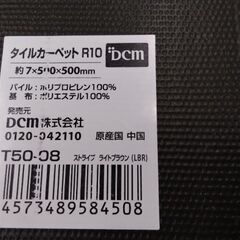 タイルカーペット R10 DCM
約7×500×500mm
パイル：ポリプロピレン100%
基 布：ポリエステル100%
発売元
DCM株式会社
0120-042110 原産国 中国
T50-08 ストライプ ライトブラウン(LBR)
4573489584508